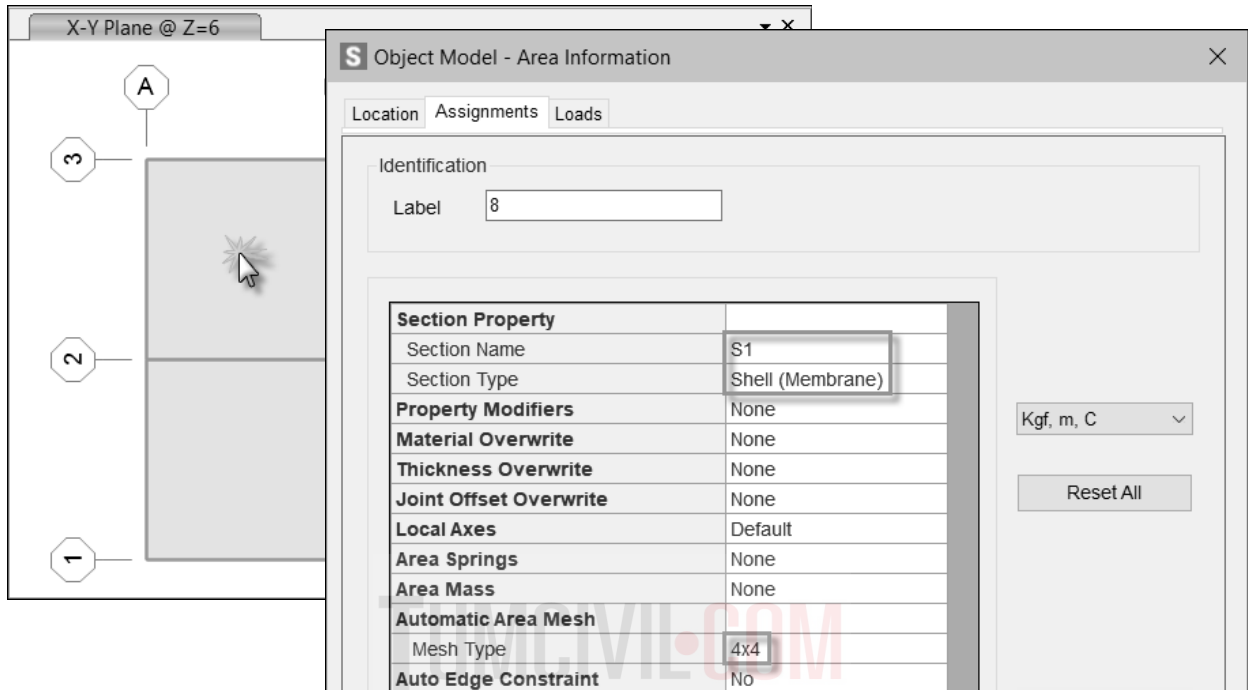 X-Y Plane @ Z=6
A
3
2
1
S Object Model - Area Information
Location Assignments Loads
Identification
Label 8
Section Property
Section Name S1
Section Type Shell (Membrane)
Property Modifiers None
Material Overwrite None
Thickness Overwrite None
Joint Offset Overwrite None
Local Axes Default
Area Springs None
Area Mass None
Automatic Area Mesh
Mesh Type 4x4
Auto Edge Constraint No
Kgf, m, C
Reset All
TUMCIVIL.COM